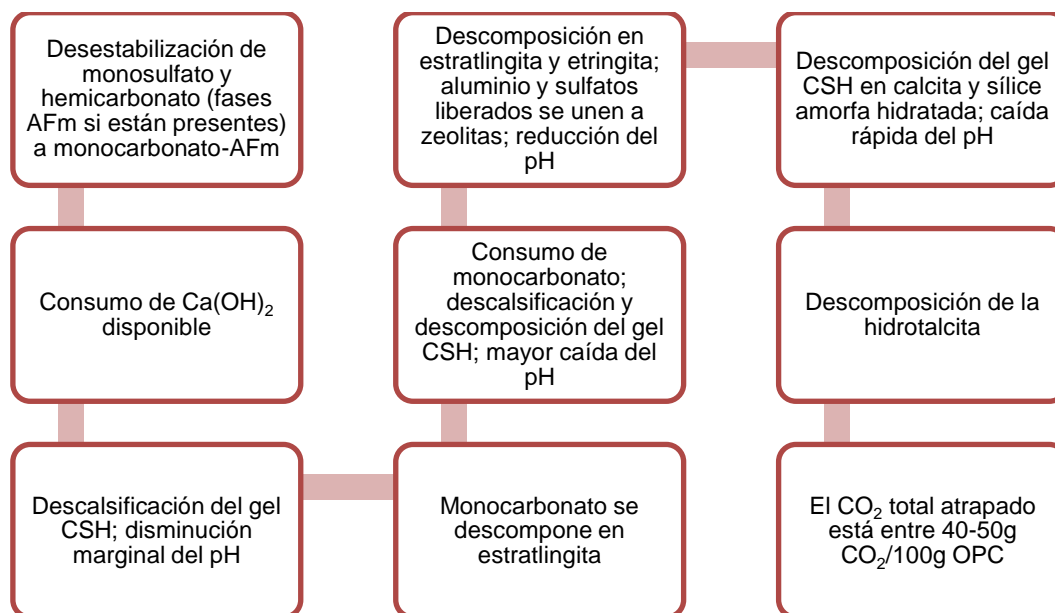 Desestabilización de
monosulfato y
hemicarbonato (fases
AFm si están presentes)
a monocarbonato-AFm
Consumo de Ca(OH)₂
disponible
Descalsificación del gel
CSH; disminución
marginal del pH
Monocarbonato se
descompone en
estratlingita
Consumo de
monocarbonato;
descalsificación y
descomposición del gel
CSH; mayor caída del
pH
Descomposición en
estratlingita y etringita;
aluminio y sulfatos
liberados se unen a
zeolitas; reducción del
pH
Descomposición del gel
CSH en calcita y sílice
amorfa hidratada; caída
rápida del pH
Descomposición de la
hidrotalcita
El CO₂ total atrapado
está entre 40-50g
CO₂/100g OPC